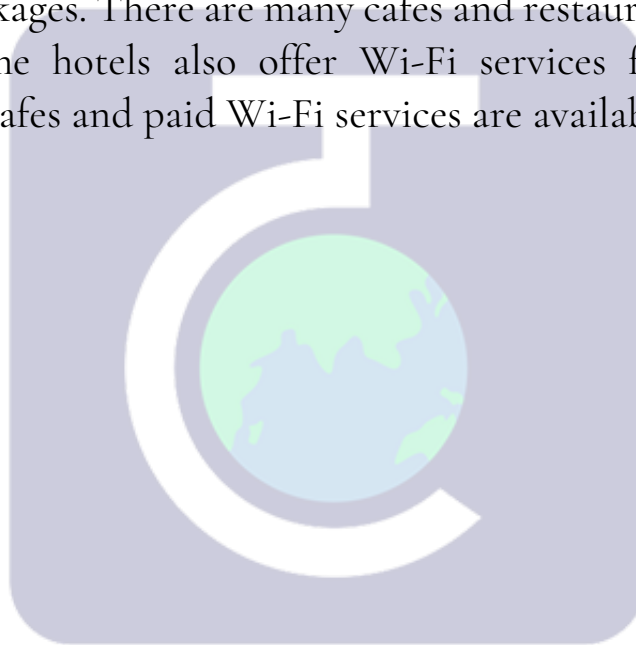 kages. There are many cafes and restaur
he hotels also offer Wi-Fi services f
afes and paid Wi-Fi services are availab